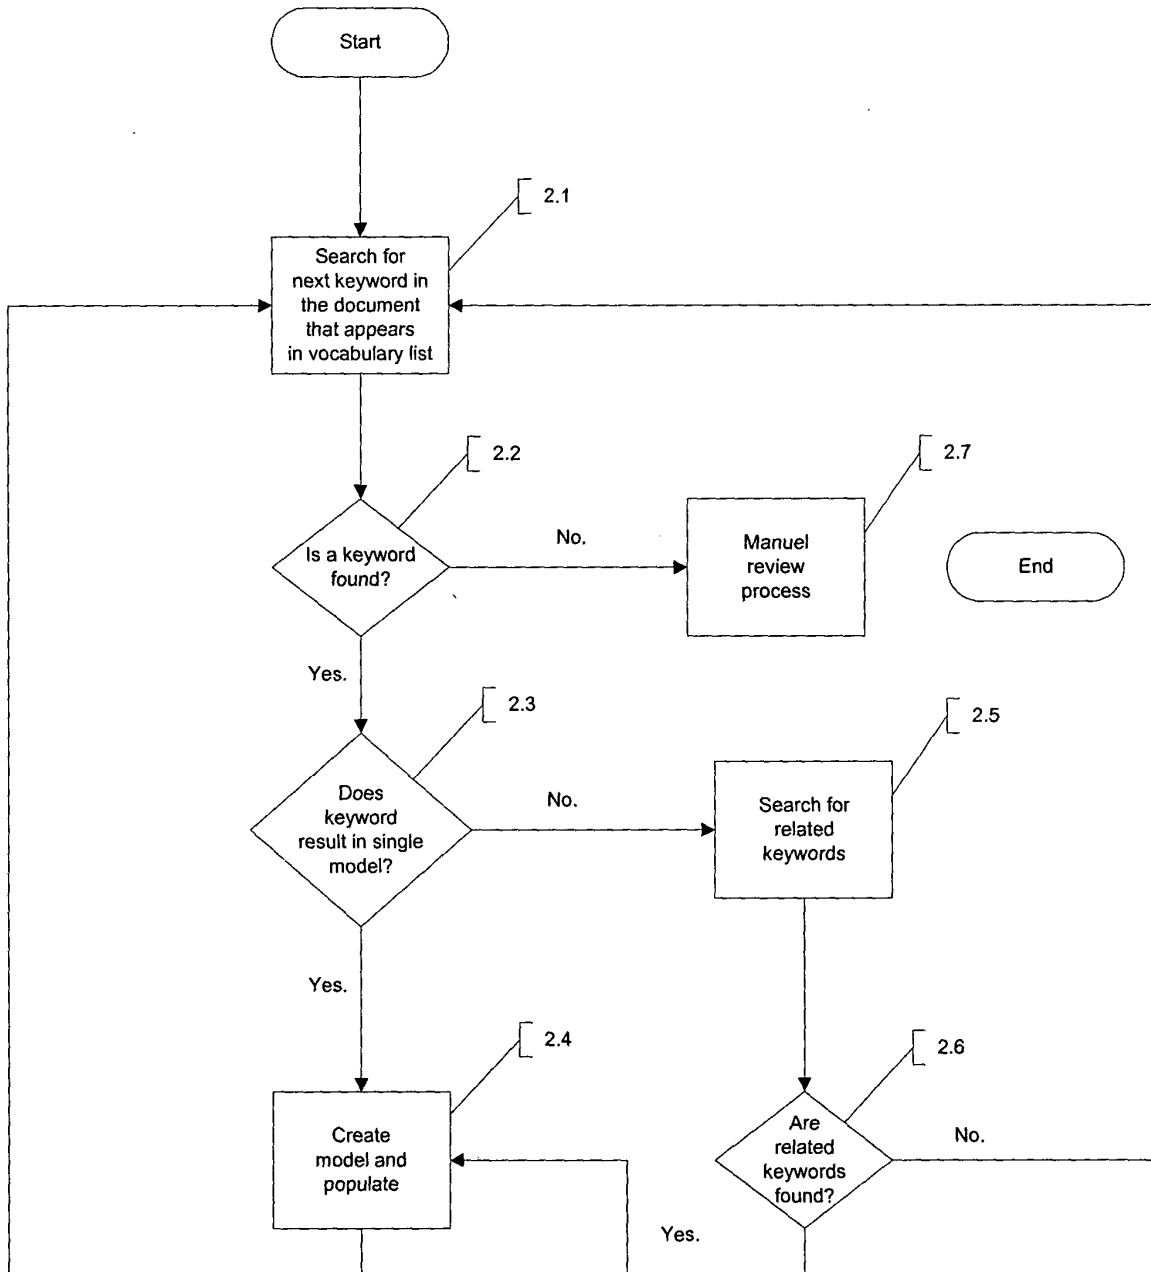 Start
2.1
Search for
next keyword in
the document
that appears
in vocabulary list
2.2
2.7
Is a keyword
found?
No.
Manuel
review
process
End
Yes.
2.3
2.5
Does
keyword
result in single
model?
No.
Search for
related
keywords
Yes.
2.4
2.6
Create
model and
populate
Are
related
keywords
found?
No.
Yes.